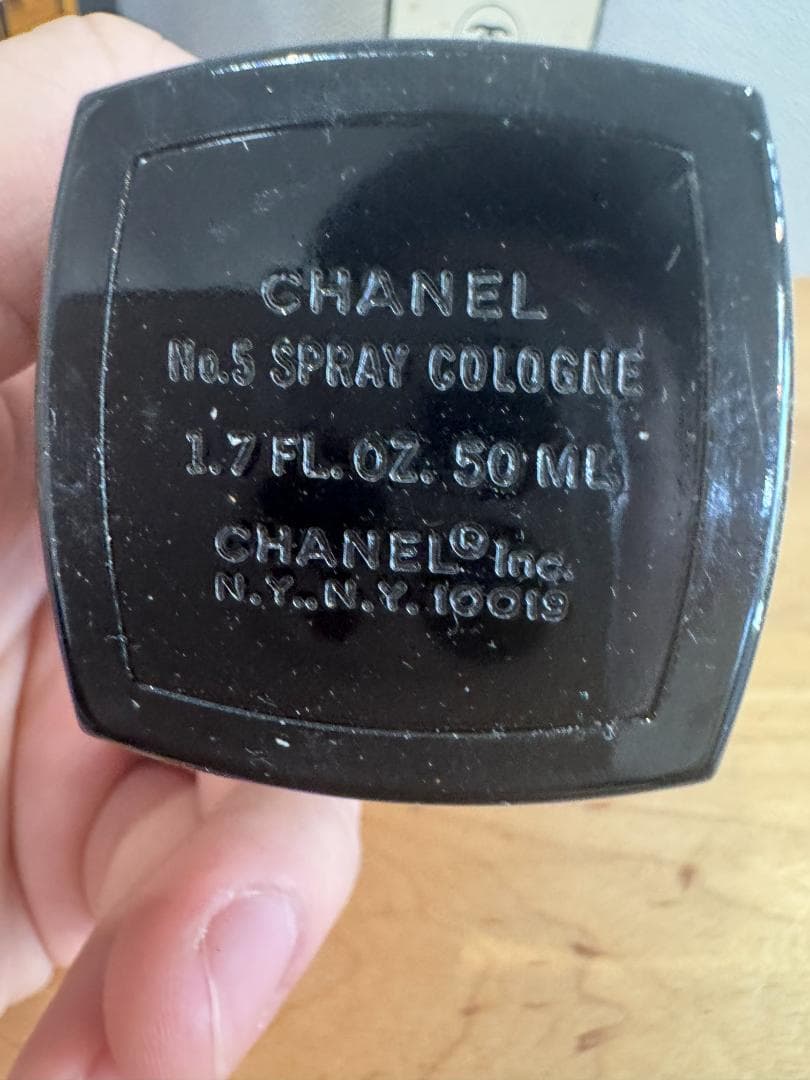 CHANEL
No.5 SPRAY COLOGNE
1.7 FL. OZ. 50 ML
CHANEL® Inc.
N.Y., N.Y. 10019